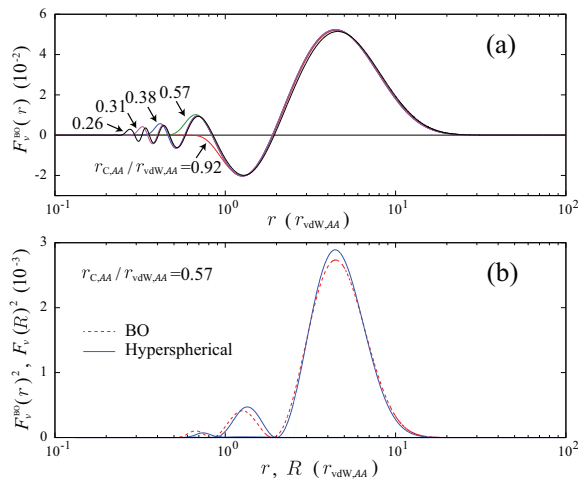 F_v^BO(r) (10^-2)
6
4
2
0
-2
(a)
0.57
0.38
0.31
0.26
r_C,AA / r_vdW,AA = 0.92
10^-1 10^0 10^1 10^2
r (r_vdW,AA)
F_v^BO(r)^2, F_v(R)^2 (10^-3)
3
2
1
0
(b)
r_C,AA / r_vdW,AA = 0.57
BO
Hyperspherical
10^-1 10^0 10^1 10^2
r, R (r_vdW,AA)